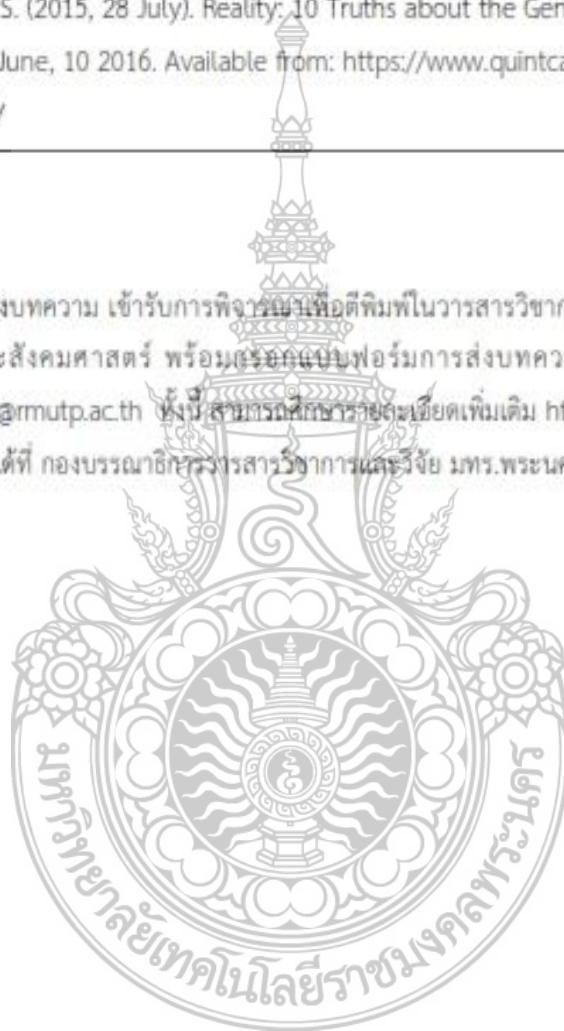 S. (2015, 28 July). Reality: 10 Truths about the Gen
June, 10 2016. Available from: https://www.quintca
/
งบทความ เข้ารับการพิจารณาเพื่อตีพิมพ์ในวารสารวิชาก
ะสังคมศาสตร์ พร้อมกรอกแบบฟอร์มการส่งบทคว
@rmutp.ac.th ทั้งนี้ สามารถศึกษารายละเอียดเพิ่มเติม ht
ด้ที่ กองบรรณาธิการวารสารวิชาการและวิจัย มทร.พระนค
มหาวิทยาลัยเทคโนโลยีราชมงคลพระนคร